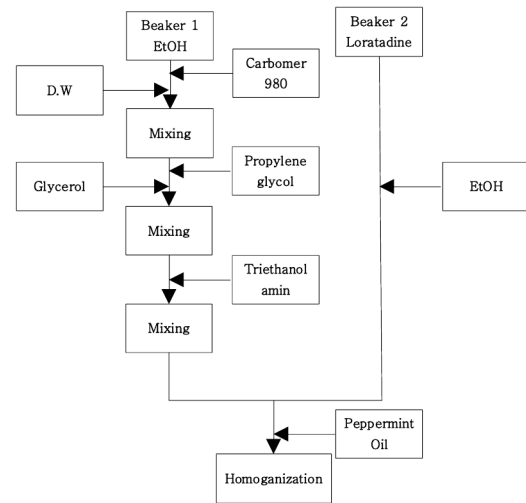 Beaker 1
EtOH
Beaker 2
Loratadine
Carbomer
980
D.W
Mixing
Propylene
glycol
Glycerol
EtOH
Mixing
Triethanol
amin
Mixing
Peppermint
Oil
Homoganization